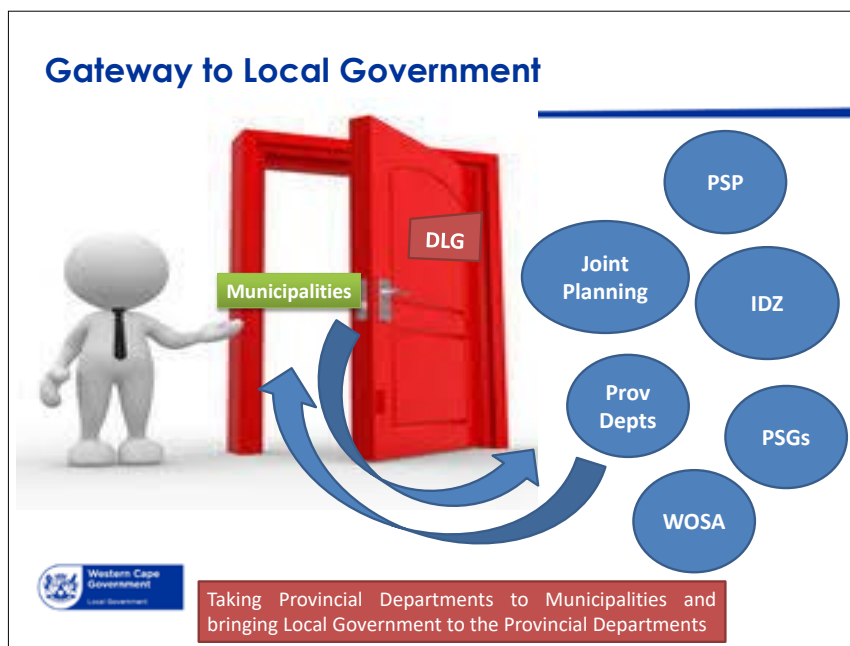 Gateway to Local Government
PSP
DLG
Joint
Planning
Municipalities
IDZ
Prov
Depts
PSGs
WOSA
Western Cape
Government
Local Government
Taking Provincial Departments to Municipalities and
bringing Local Government to the Provincial Departments